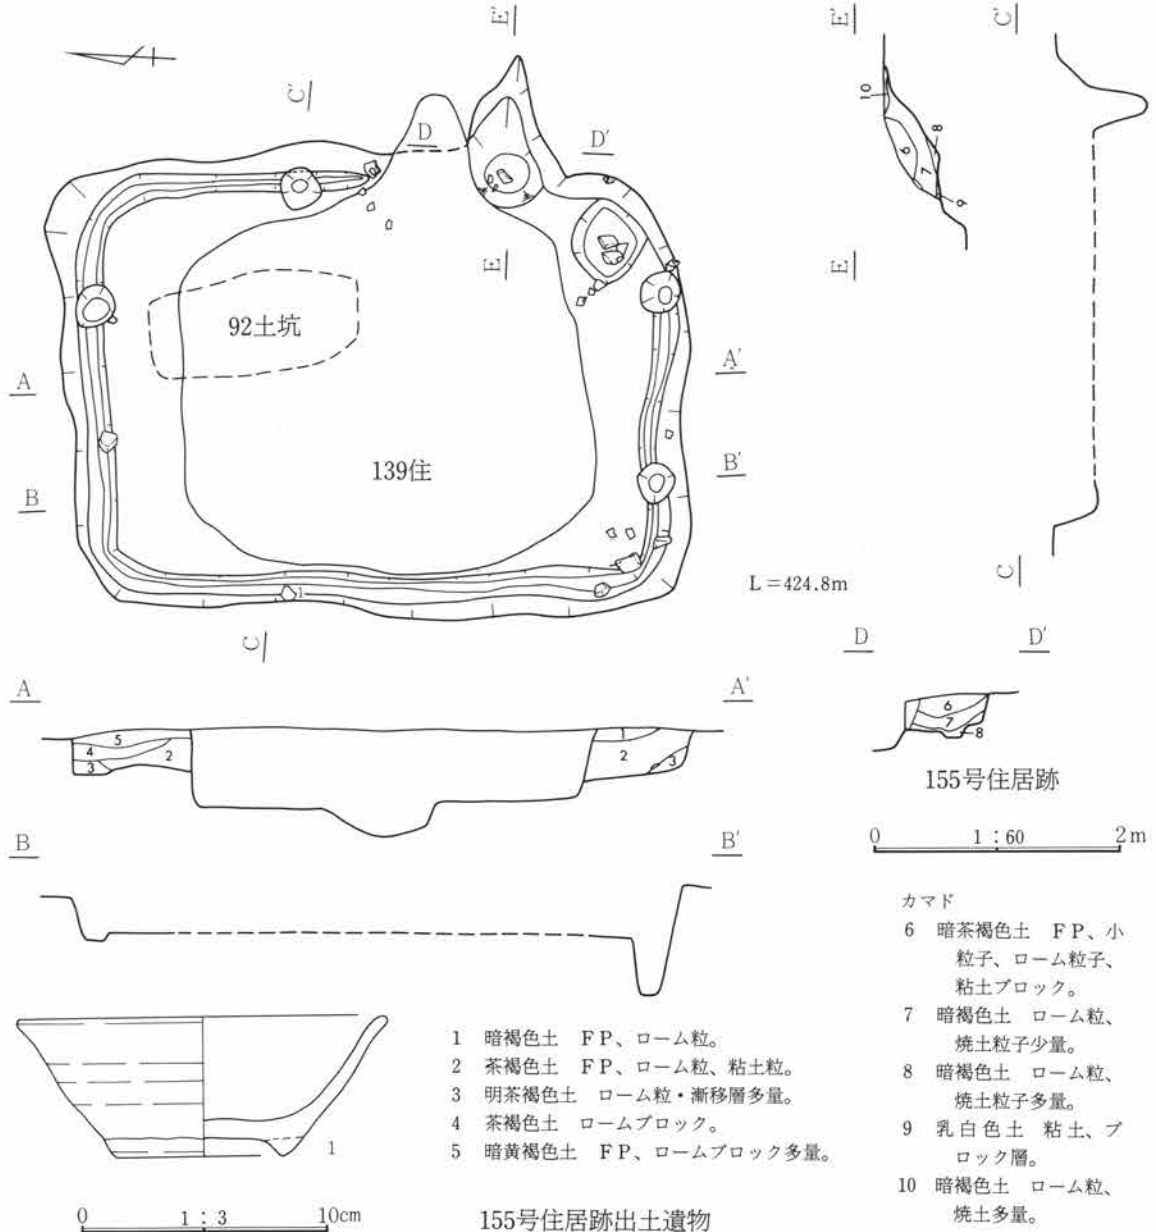 E′
E′
C′
C′
D
D′
10
6
8
7
9
E
E
92土坑
A
A′
139住
B′
B
1
L=424.8m
C
C
D
D′
A
A′
6
7
8
5
4
2
3
1
2
3
155号住居跡
0 1：60 2m
B
B′
カマド
6 暗茶褐色土 ＦＰ、小
粒子、ローム粒子、
粘土ブロック。
7 暗褐色土 ローム粒、
焼土粒子少量。
8 暗褐色土 ローム粒、
焼土粒子多量。
9 乳白色土 粘土、ブ
ロック層。
10 暗褐色土 ローム粒、
焼土多量。
1 暗褐色土 ＦＰ、ローム粒。
2 茶褐色土 ＦＰ、ローム粒、粘土粒。
3 明茶褐色土 ローム粒・漸移層多量。
4 茶褐色土 ロームブロック。
5 暗黄褐色土 ＦＰ、ロームブロック多量。
1
0 1：3 10cm
155号住居跡出土遺物